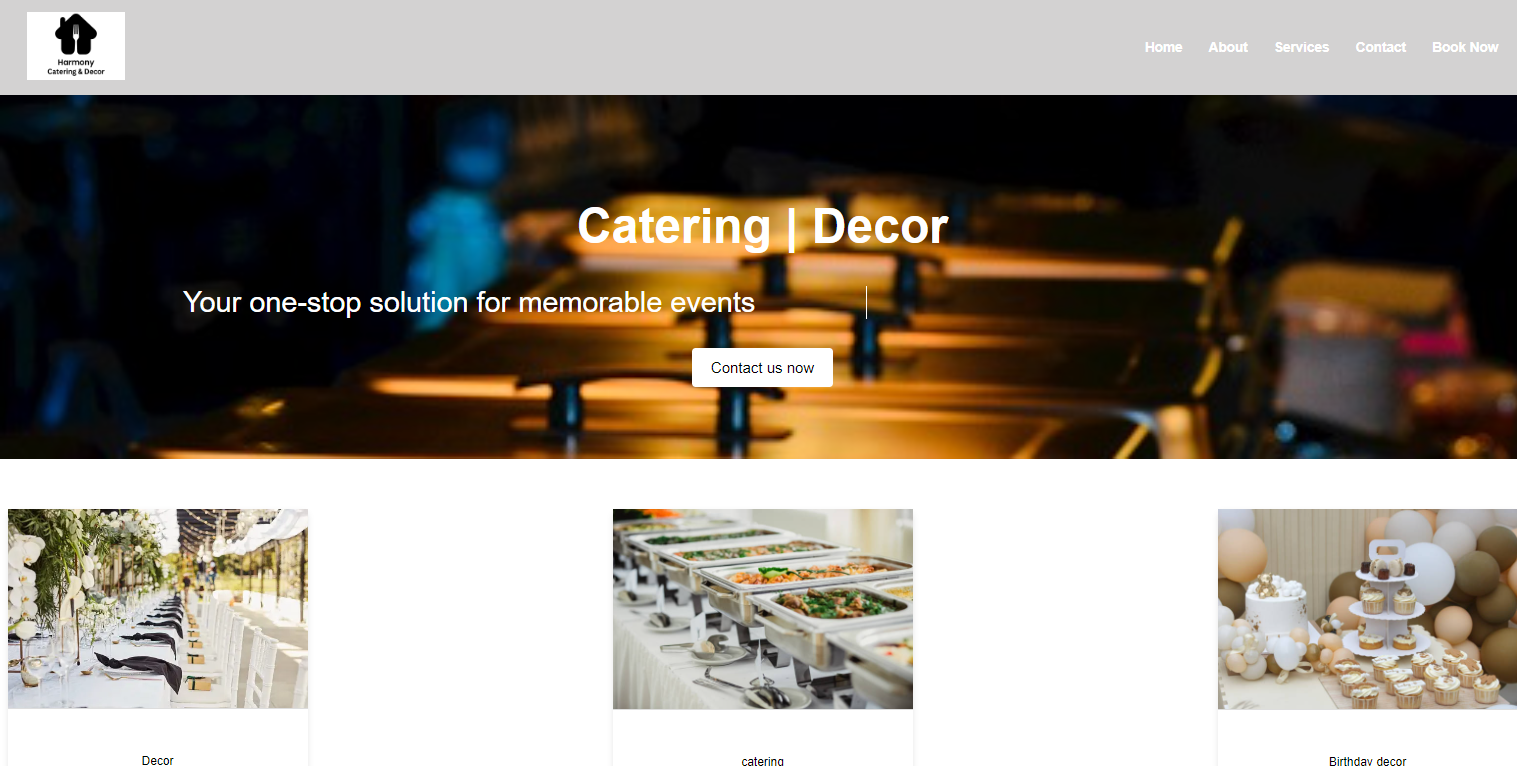 Harmony
Catering & Decor
Home About Services Contact Book Now
Catering | Decor
Your one-stop solution for memorable events
Contact us now
Decor
catering
Birthday decor